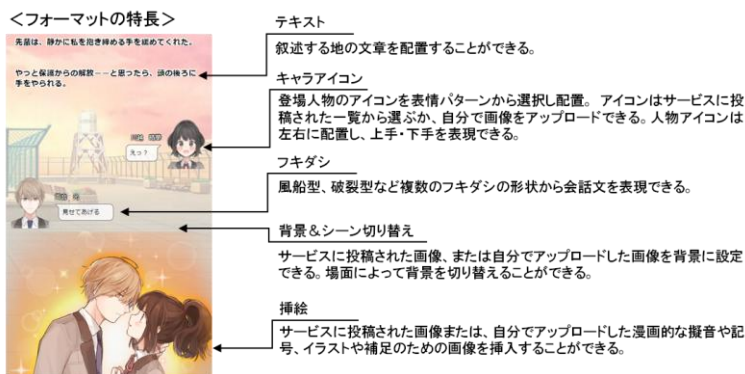 ＜フォーマットの特長＞
先輩は、静かに私を抱き締める手を緩めてくれた。
やっと保護からの解放――と思ったら、頭の後ろに
手をやられる。
えっ？
見せてあげる
テキスト
叙述する地の文章を配置することができる。
キャラアイコン
登場人物のアイコンを表情パターンから選択し配置。 アイコンはサービスに投
稿された一覧から選ぶか、自分で画像をアップロードできる。人物アイコンは
左右に配置し、上手・下手を表現できる。
フキダシ
風船型、破裂型など複数のフキダシの形状から会話文を表現できる。
背景＆シーン切り替え
サービスに投稿された画像、または自分でアップロードした画像を背景に設定
できる。場面によって背景を切り替えることができる。
挿絵
サービスに投稿された画像または、自分でアップロードした漫画的な擬音や記
号、イラストや補足のための画像を挿入することができる。